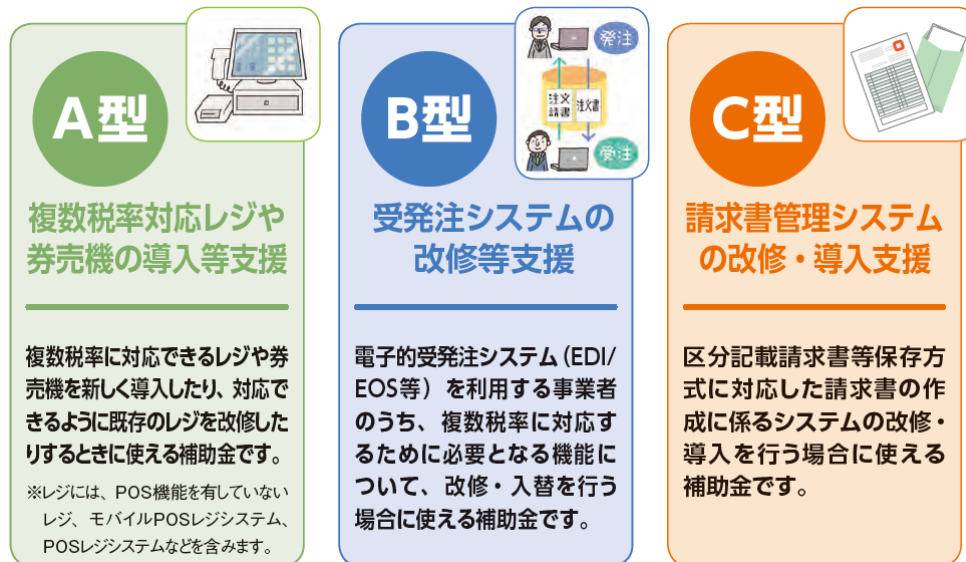 A型
複数税率対応レジや
券売機の導入等支援
複数税率に対応できるレジや券
売機を新しく導入したり、対応で
きるように既存のレジを改修した
りするときに使える補助金です。
※レジには、POS機能を有していない
レジ、モバイルPOSレジシステム、
POSレジシステムなどを含みます。
B型
発注
注文
請書
注文書
受注
受発注システムの
改修等支援
電子的受発注システム(EDI/
EOS等)を利用する事業者
のうち、複数税率に対応す
るために必要となる機能に
ついて、改修・入替を行う
場合に使える補助金です。
C型
請求書管理システム
の改修・導入支援
区分記載請求書等保存方
式に対応した請求書の作
成に係るシステムの改修・
導入を行う場合に使える
補助金です。